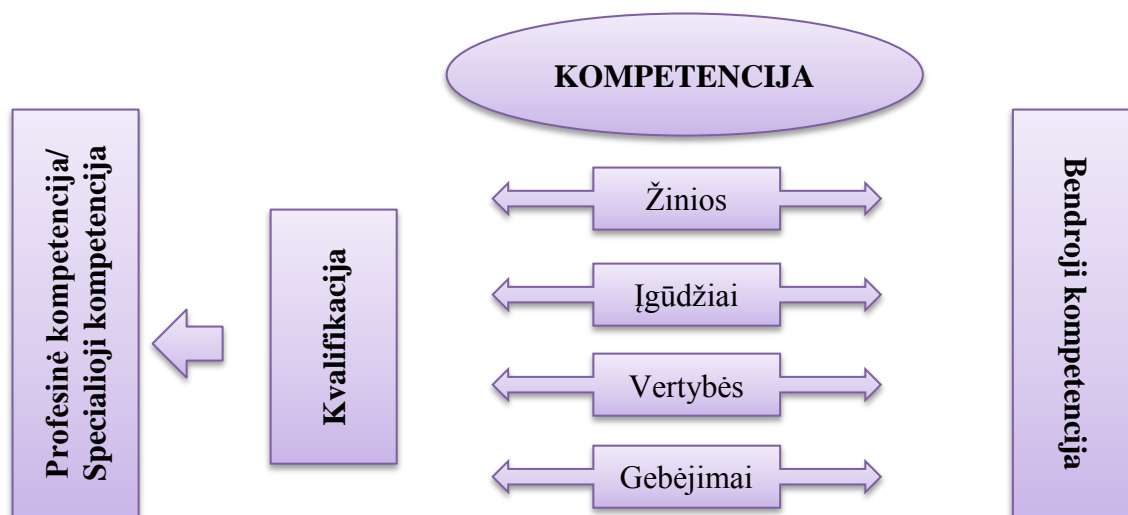 KOMPETENCIJA
Profesinė kompetencija/
Specialioji kompetencija
Kvalifikacija
Žinios
Įgūdžiai
Vertybės
Gebėjimai
Bendroji kompetencija